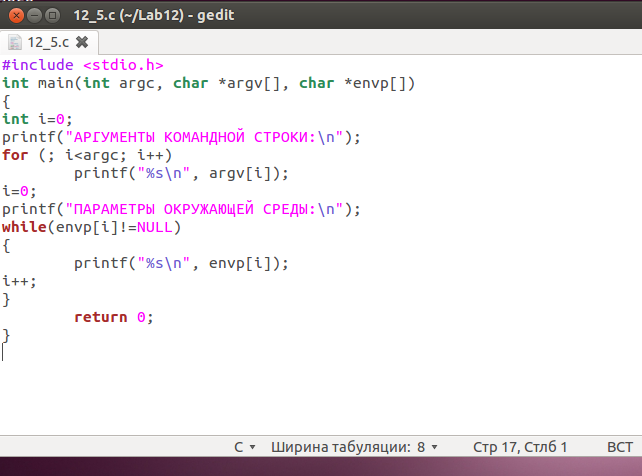 12_5.c (~/Lab12) - gedit
12_5.c
#include <stdio.h>
int main(int argc, char *argv[], char *envp[])
{
int i=0;
printf("АРГУМЕНТЫ КОМАНДНОЙ СТРОКИ:\n");
for (; i<argc; i++)
        printf("%s\n", argv[i]);
i=0;
printf("ПАРАМЕТРЫ ОКРУЖАЮЩЕЙ СРЕДЫ:\n");
while(envp[i]!=NULL)
{
        printf("%s\n", envp[i]);
i++;
}
        return 0;
}
C Ширина табуляции: 8 Стр 17, Стлб 1 ВСТ